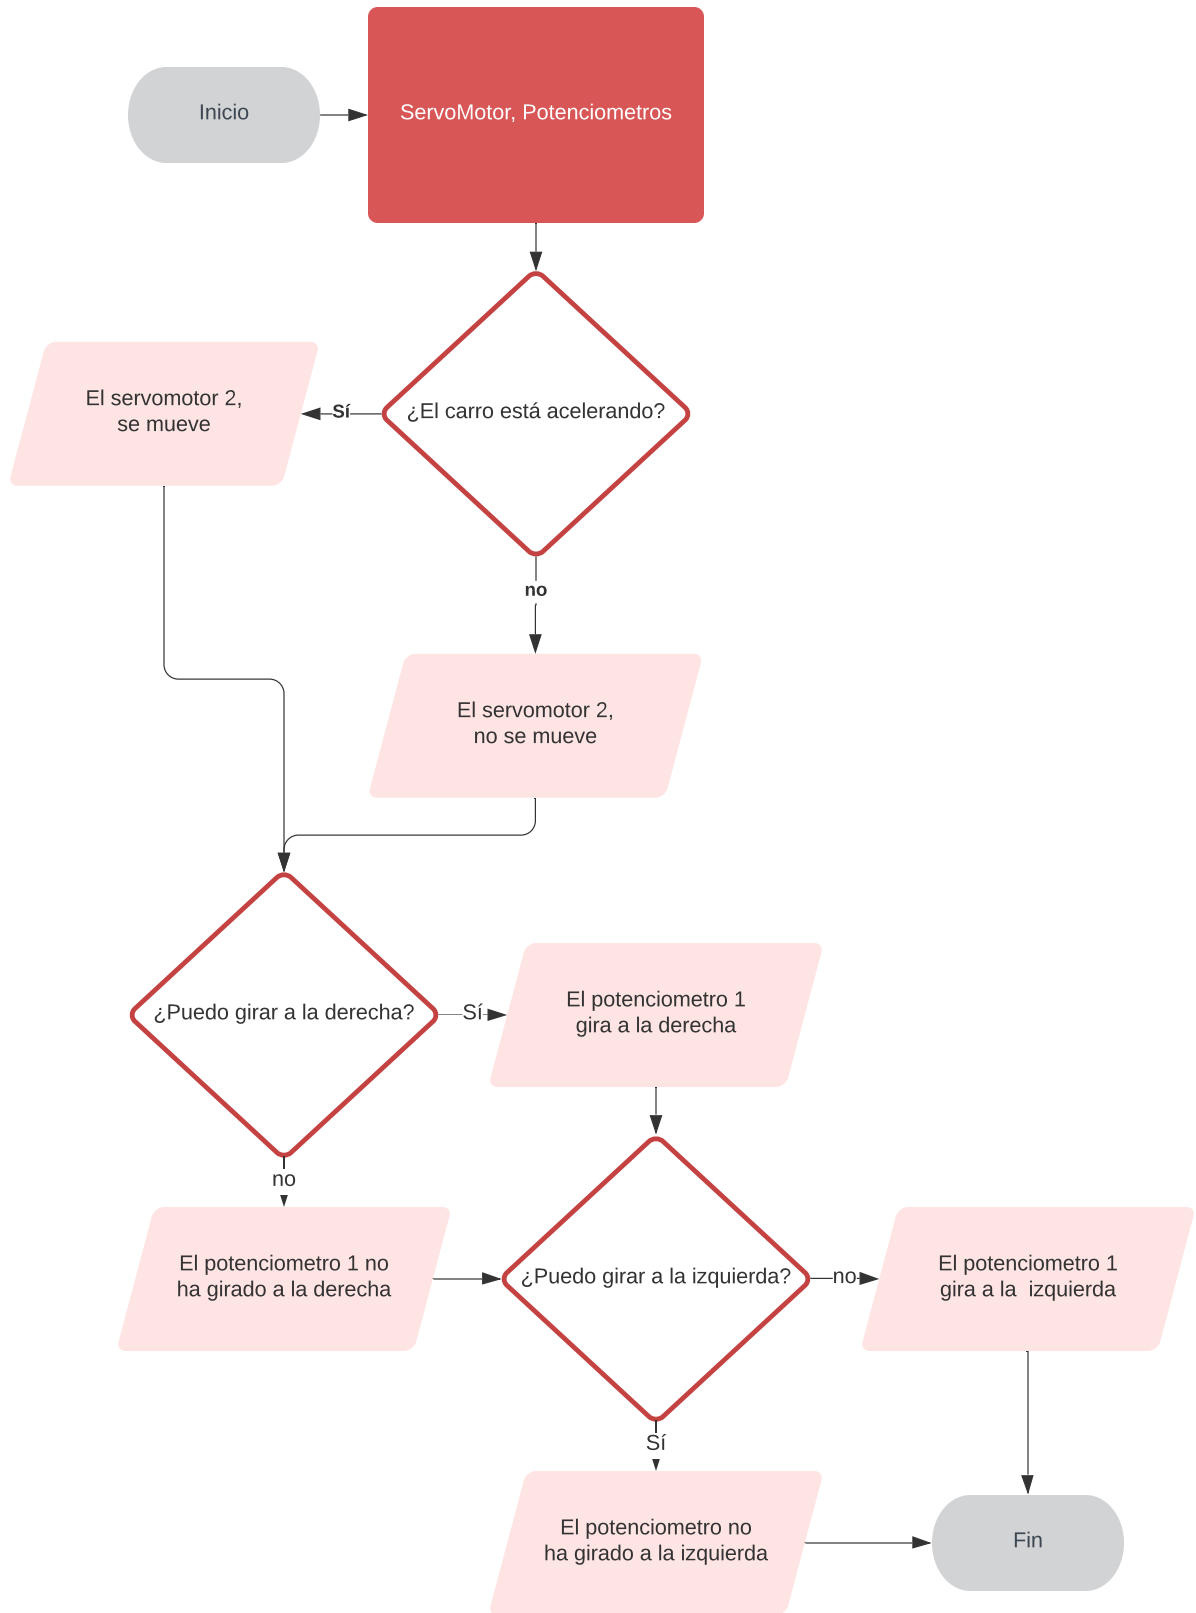 Inicio
ServoMotor, Potenciometros
¿El carro está acelerando?
Sí
El servomotor 2,
se mueve
no
El servomotor 2,
no se mueve
¿Puedo girar a la derecha?
Sí
El potenciometro 1
gira a la derecha
no
El potenciometro 1 no
ha girado a la derecha
¿Puedo girar a la izquierda?
no
El potenciometro 1
gira a la  izquierda
Sí
El potenciometro no
ha girado a la izquierda
Fin